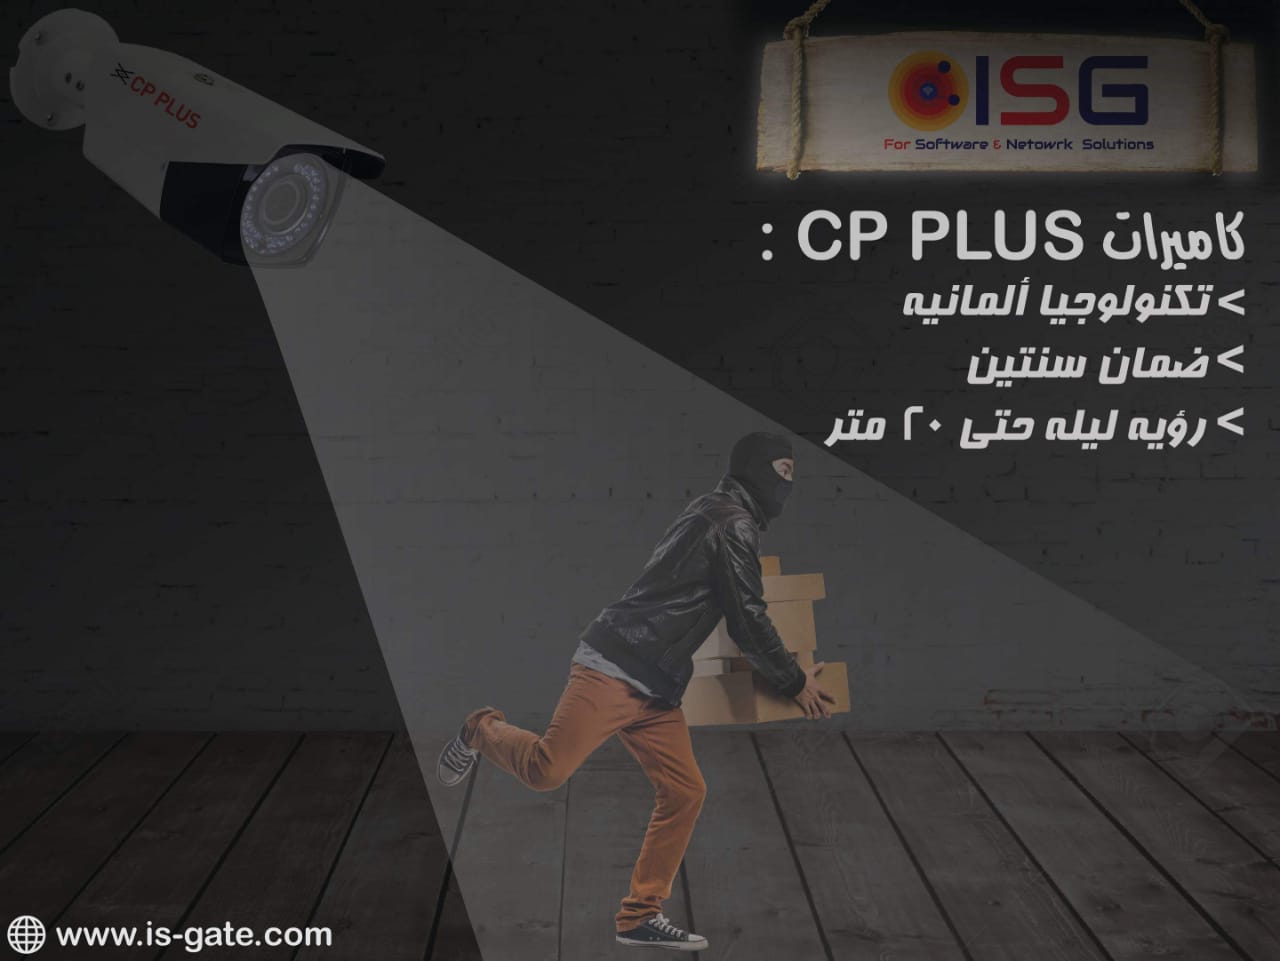 CP PLUS
ISG
For Software & Netowrk Solutions
كاميرات CP PLUS :
> تكنولوجيا ألمانيه
> ضمان سنتين
> رؤيه ليله حتى ٢٠ متر
www.is-gate.com